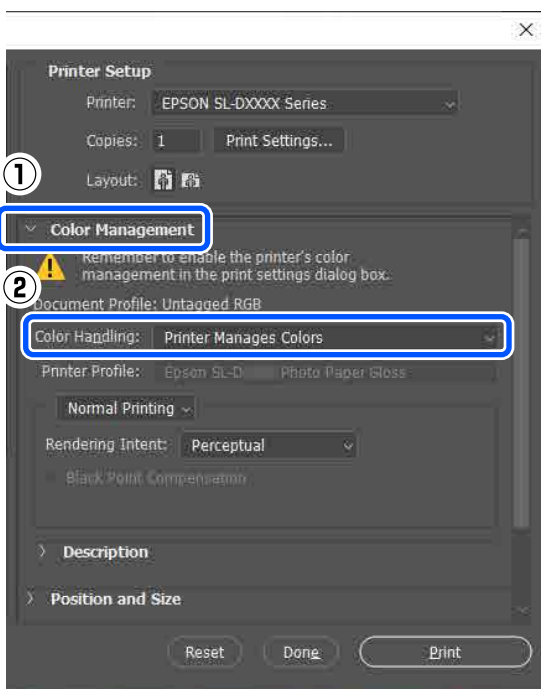 Printer Setup
Printer: EPSON SL-DXXXX Series
Copies: 1 Print Settings...
①
Layout:
Color Management
Remember to enable the printer's color
management in the print settings dialog box.
②
Document Profile: Untagged RGB
Color Handling: Printer Manages Colors
Printer Profile: Epson SL-D Photo Paper Gloss
Normal Printing
Rendering Intent: Perceptual
Black Point Compensation
Description
Position and Size
Reset Done Print